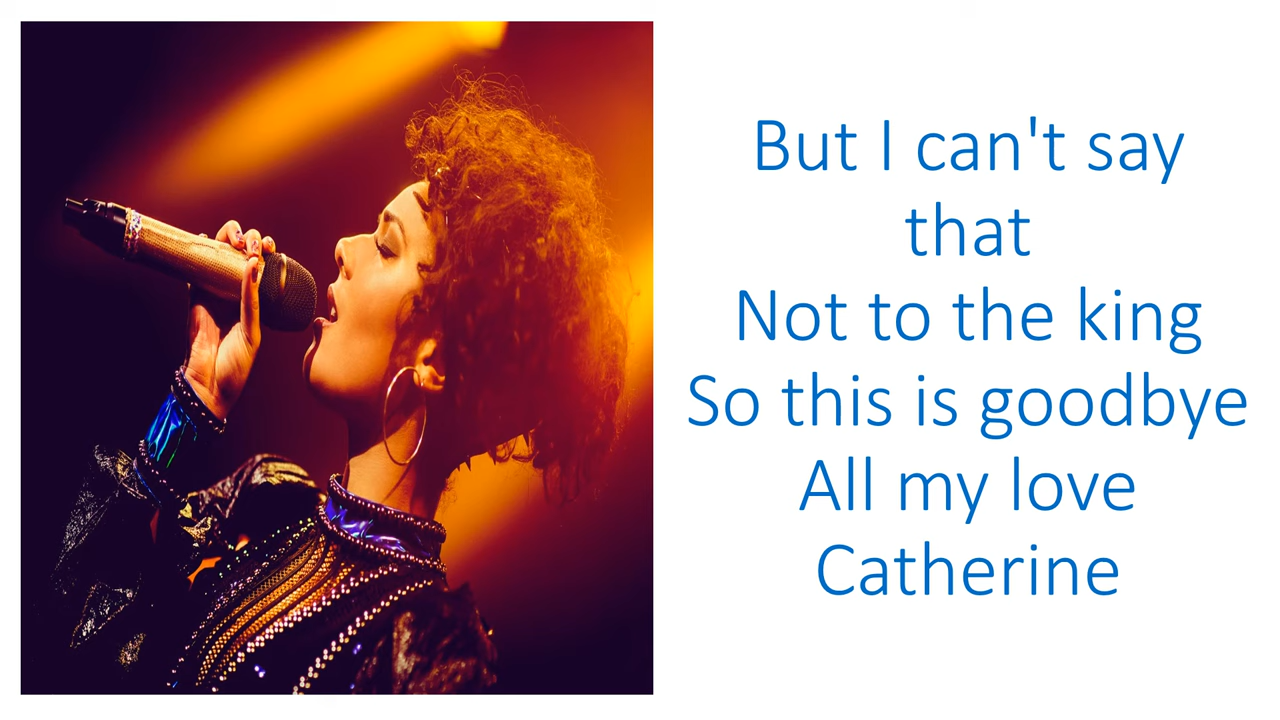 But I can't say
that
Not to the king
So this is goodbye
All my love
Catherine